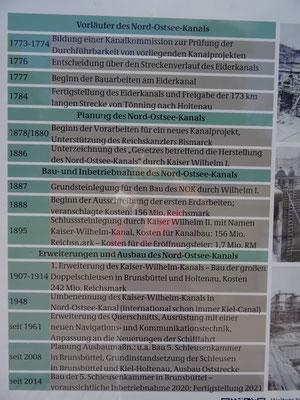 Vorläufer des Nord-Ostsee-Kanals
1773-1774 Bildung einer Kanalkommission zur Prüfung der
Durchführbarkeit von vorliegenden Kanalprojekten
1776 Entscheidung über den Streckenverlauf des Eiderkanals
1777 Beginn der Bauarbeiten am Eiderkanal
1784 Fertigstellung des Eiderkanals und Freigabe der 173 km
langen Strecke von Tönning nach Holtenau
Planung des Nord-Ostsee-Kanals
1878/1880 Beginn der Vorarbeiten für ein neues Kanalprojekt,
Unterstützung des Reichskanzlers Bismarck
1886 Unterzeichnung des „Gesetzes betreffend die Herstellung
des Nord-Ostsee-Kanals" durch Kaiser Wilhelm I.
Bau- und Inbetriebnahme des Nord-Ostsee-Kanals
1887 Grundsteinlegung für den Bau des NOK durch Wilhelm I.
1888 Beginn der Ausschreibung der ersten Erdarbeiten;
veranschlagte Kosten: 156 Mio. Reichsmark
1895 Schlusssteinlegung durch Kaiser Wilhelm II. mit Namen
Kaiser-Wilhelm-Kanal, Kosten für Kanalbau: 156 Mio.
Reichsmark – Kosten für die Eröffnungsfeier: 1,7 Mio. RM
Erweiterungen und Ausbau des Nord-Ostsee-Kanals
1907-1914 1. Erweiterung des Kaiser-Wilhelm-Kanals – Bau der großen
Doppelschleusen in Brunsbüttel und Holtenau, Kosten
242 Mio. Reichsmark
1948 Umbenennung des Kaiser-Wilhelm-Kanals in
Nord-Ostsee-Kanal (international schon immer Kiel-Canal)
seit 1961 Erweiterung des Querschnitts, Ausrüstung mit einer
neuen Navigations- und Kommunikationstechnik,
Anpassung an die Neuerungen der Schifffahrt
seit 2008 Planung Ausbaumaßn.: u.a. Bau 5. Schleusenkammer
in Brunsbüttel, Grundinstandsetzung der Schleusen
in Brunsbüttel und Kiel-Holtenau, Ausbau Oststrecke
seit 2014 Bau der 5. Schleusenkammer in Brunsbüttel –
voraussichtliche Inbetriebnahme 2020; Fertigstellung 2021